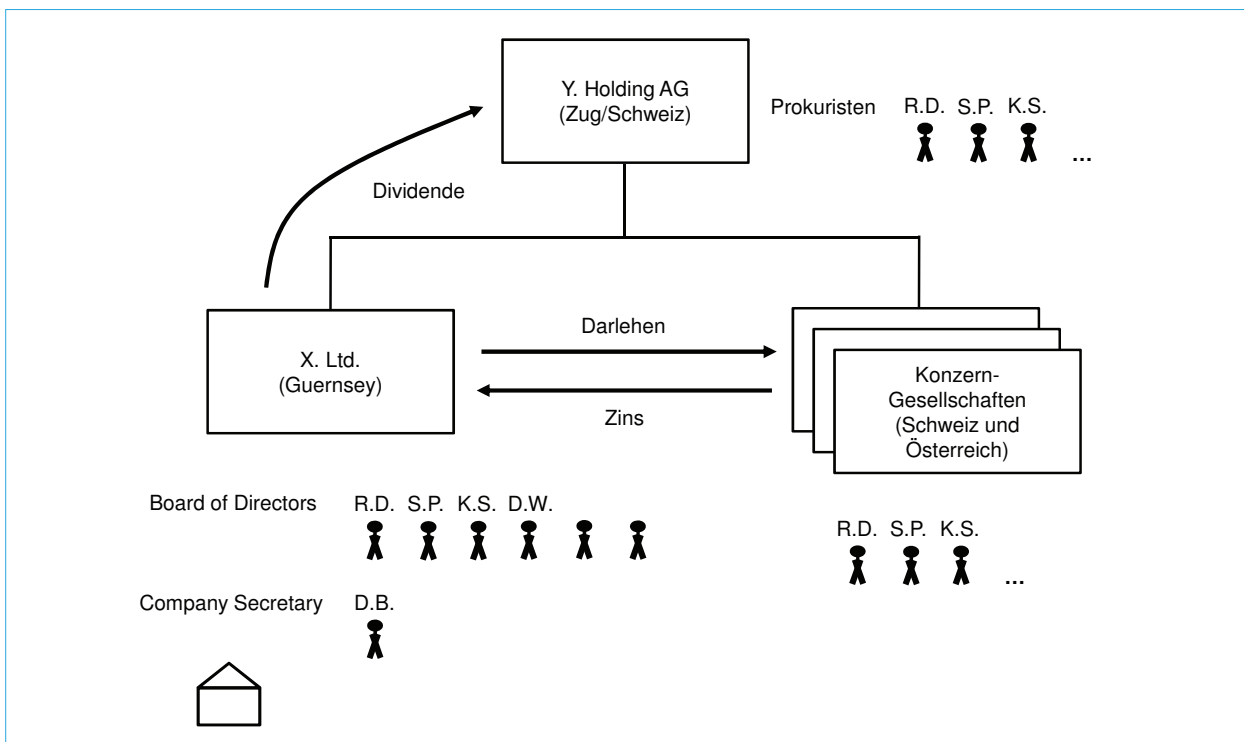 Y. Holding AG
(Zug/Schweiz)
Prokuristen
R.D. S.P. K.S.
...
Dividende
X. Ltd.
(Guernsey)
Darlehen
Zins
Konzern-
Gesellschaften
(Schweiz und
Österreich)
Board of Directors
R.D. S.P. K.S. D.W.
R.D. S.P. K.S.
...
Company Secretary
D.B.